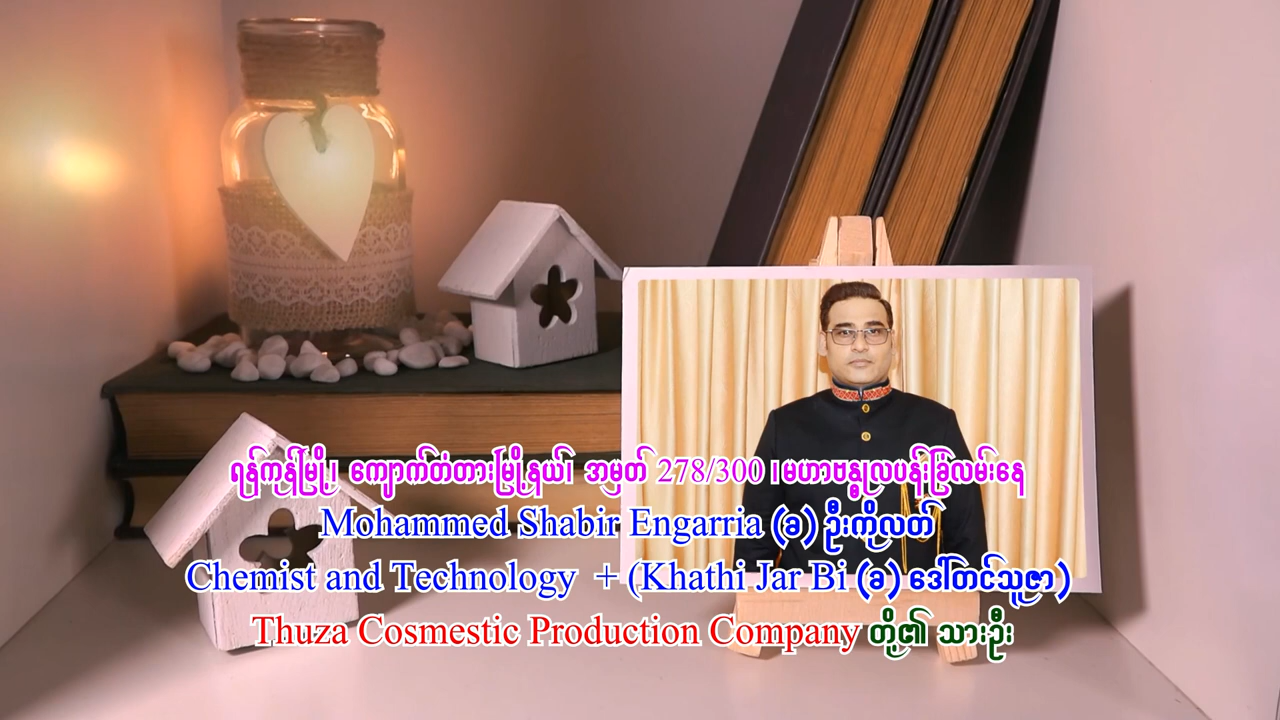 ရန်ကုန်မြို့၊ ကျောက်တံတားမြို့နယ်၊ အမှတ် 278/300 ၊မဟာဗန္ဓုလပန်းခြံလမ်းနေ
Mohammed Shabir Engarria (ခ) ဦးကိုလတ်
Chemist and Technology + (Khathi Jar Bi (ခ) ဒေါ်တင်သူဇာ)
Thuza Cosmestic Production Company တို့၏ သားဦး